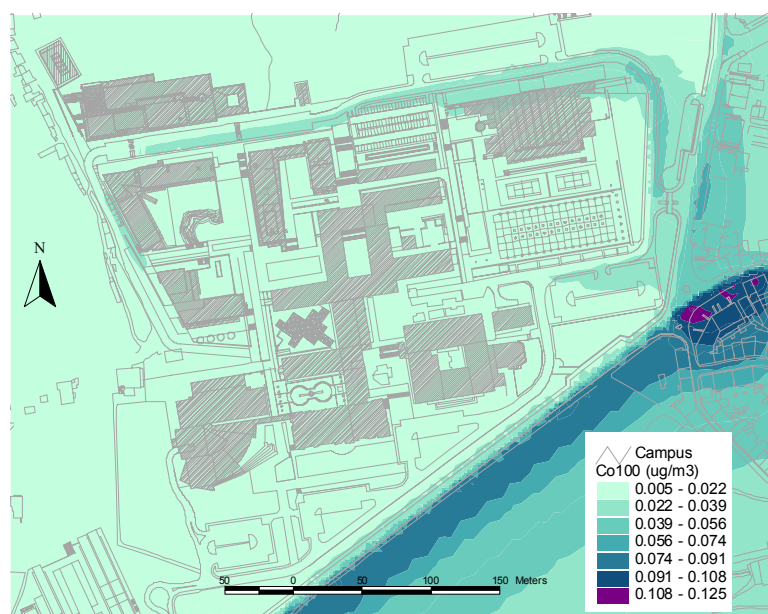 N
Campus
Co100 (ug/m3)
0.005 - 0.022
0.022 - 0.039
0.039 - 0.056
0.056 - 0.074
0.074 - 0.091
0.091 - 0.108
0.108 - 0.125
50 0 50 100 150 Meters